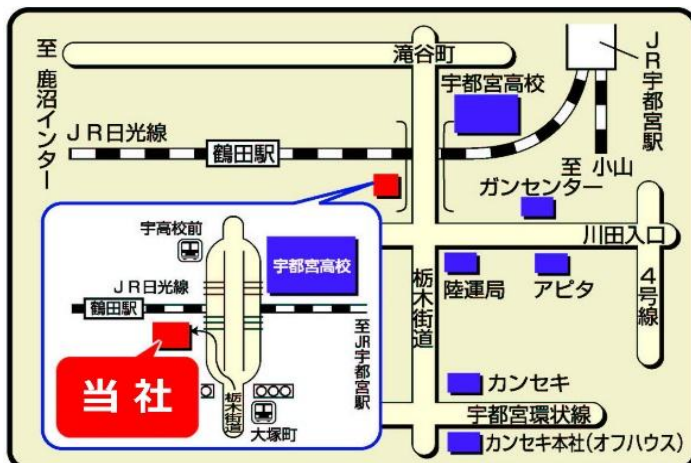 至 鹿沼インター
滝谷町
JR宇都宮駅
宇都宮高校
JR日光線
鶴田駅
至 小山
ガンセンター
川田入口
4号線
栃木街道
陸運局
アピタ
カンセキ
宇都宮環状線
カンセキ本社(オフハウス)
宇高校前
宇都宮高校
JR日光線
鶴田駅
至JR宇都宮駅
当社
栃木街道
大塚町